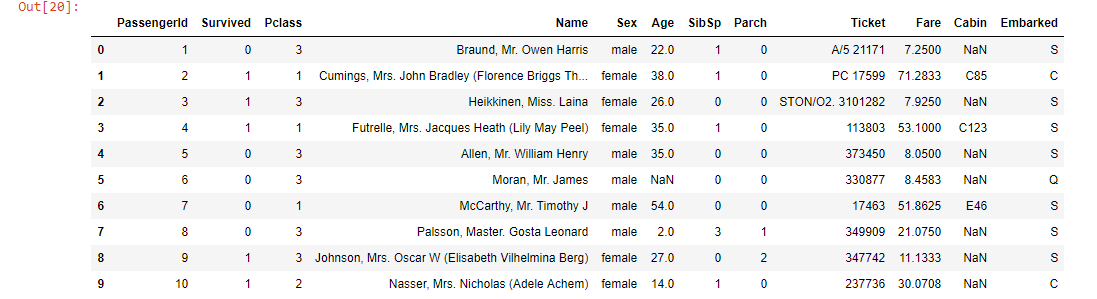 Out[20]:
PassengerId Survived Pclass Name Sex Age SibSp Parch Ticket Fare Cabin Embarked
0 1 0 3 Braund, Mr. Owen Harris male 22.0 1 0 A/5 21171 7.2500 NaN S
1 2 1 1 Cumings, Mrs. John Bradley (Florence Briggs Th... female 38.0 1 0 PC 17599 71.2833 C85 C
2 3 1 3 Heikkinen, Miss. Laina female 26.0 0 0 STON/O2. 3101282 7.9250 NaN S
3 4 1 1 Futrelle, Mrs. Jacques Heath (Lily May Peel) female 35.0 1 0 113803 53.1000 C123 S
4 5 0 3 Allen, Mr. William Henry male 35.0 0 0 373450 8.0500 NaN S
5 6 0 3 Moran, Mr. James male NaN 0 0 330877 8.4583 NaN Q
6 7 0 1 McCarthy, Mr. Timothy J male 54.0 0 0 17463 51.8625 E46 S
7 8 0 3 Palsson, Master. Gosta Leonard male 2.0 3 1 349909 21.0750 NaN S
8 9 1 3 Johnson, Mrs. Oscar W (Elisabeth Vilhelmina Berg) female 27.0 0 2 347742 11.1333 NaN S
9 10 1 2 Nasser, Mrs. Nicholas (Adele Achem) female 14.0 1 0 237736 30.0708 NaN C